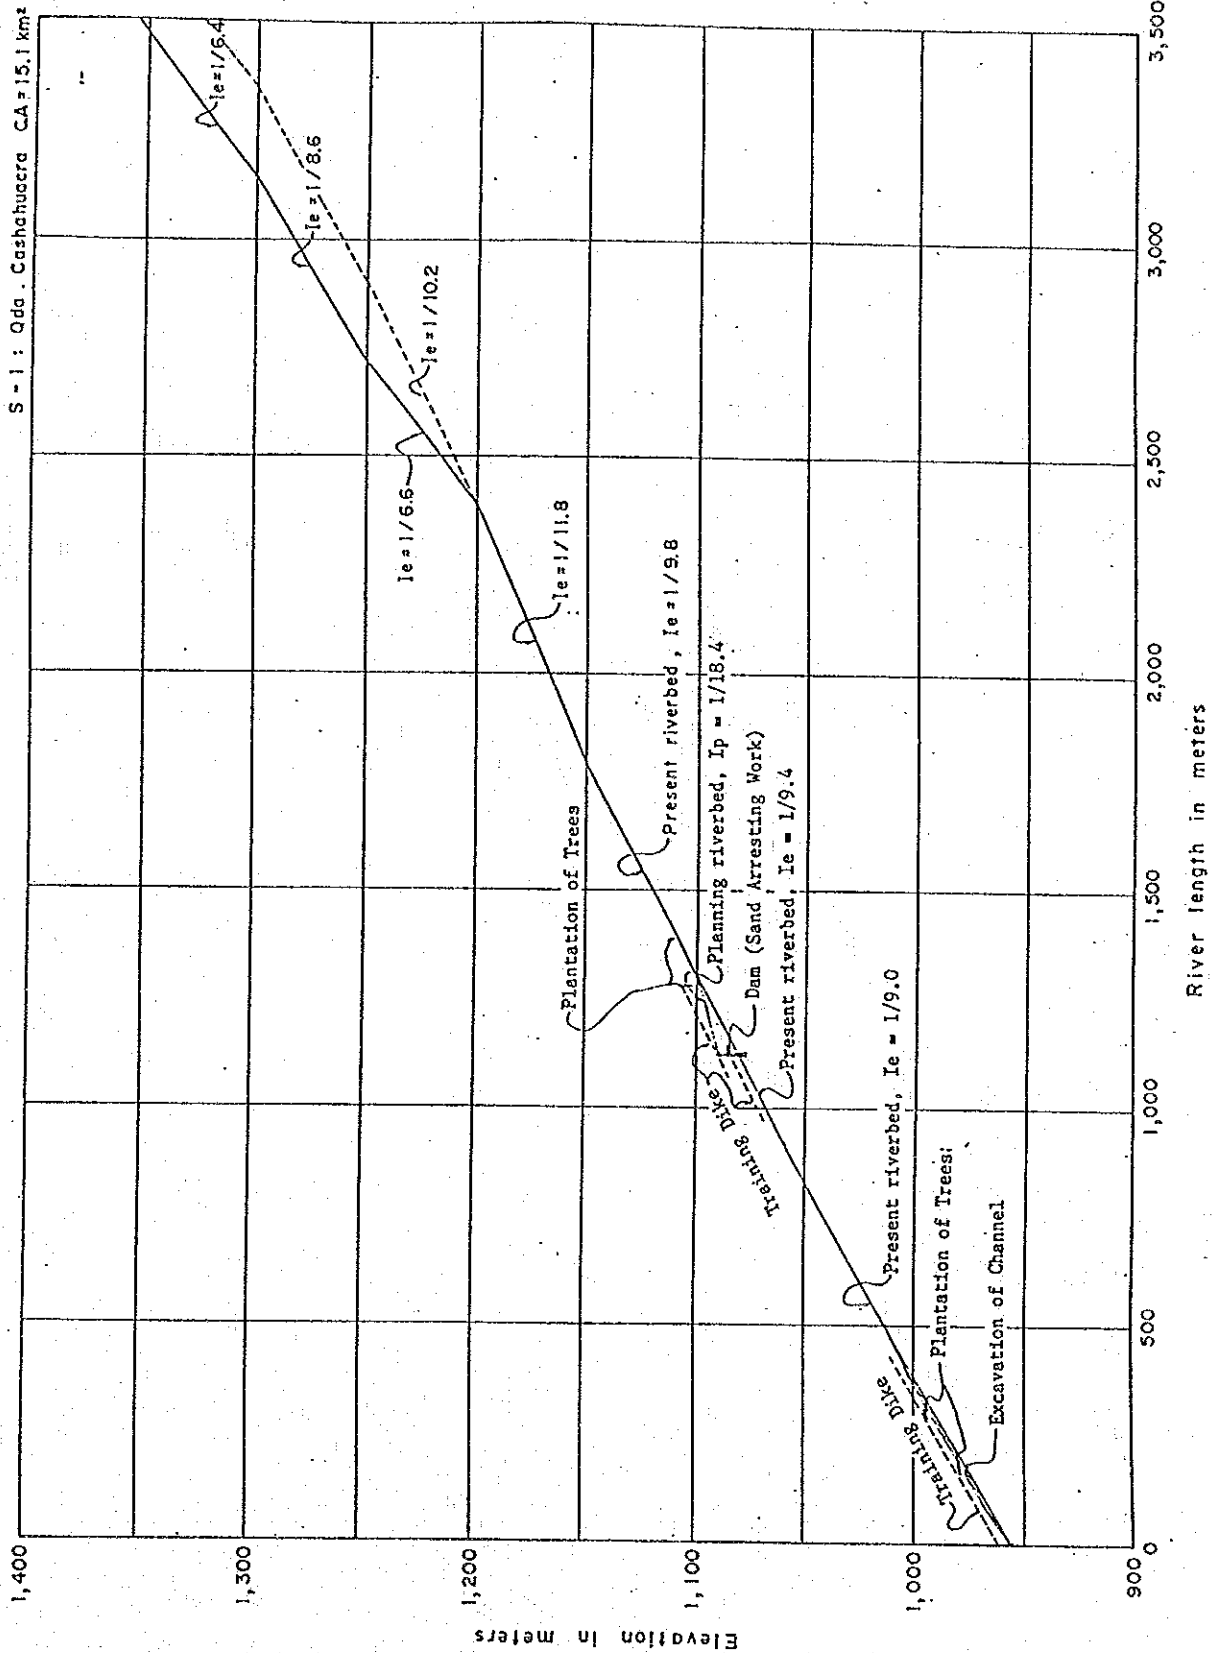 S - 1 : Qda . Cashahuacra CA = 15.1 km²
1,400
1,300
1,200
1,100
1,000
900
Elevation in meters
0
500
1,000
1,500
2,000
2,500
3,000
3,500
River length in meters
Ie = 1/6.4
Ie = 1/8.6
Ie = 1/10.2
Ie = 1/6.6
Ie = 1/11.8
Present riverbed, Ie = 1/9.8
Plantation of Trees
Planning riverbed, Ip = 1/18.4
Dam (Sand Arresting Work)
Present riverbed, Ie = 1/9.4
Training Dike
Present riverbed, Ie = 1/9.0
Plantation of Trees
Training Dike
Excavation of Channel